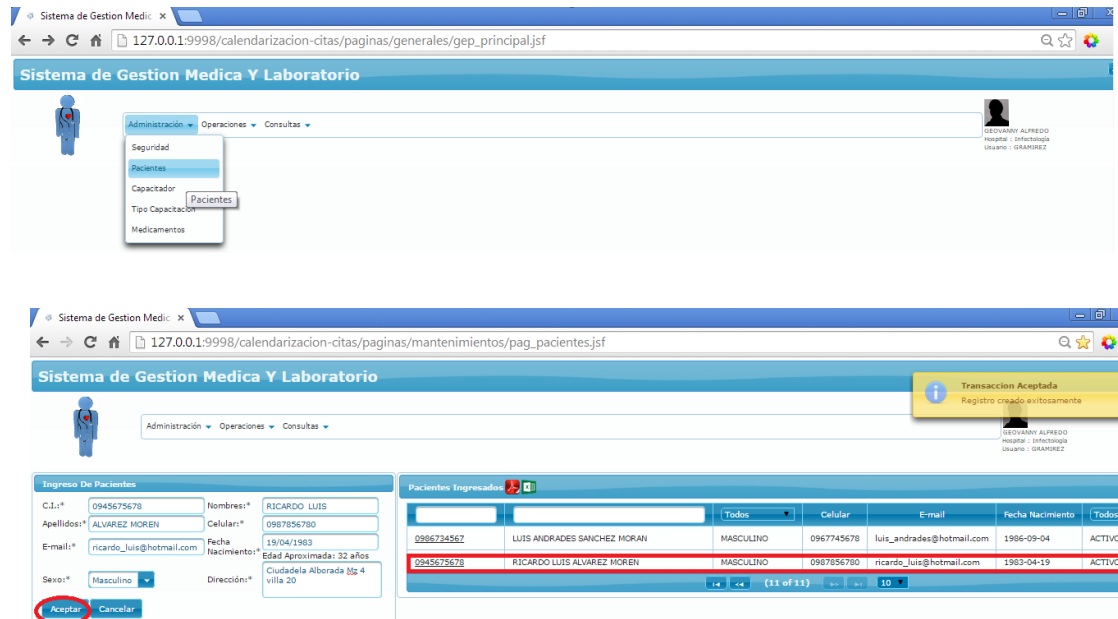 Sistema de Gestion Medic ×
127.0.0.1:9998/calendarizacion-citas/paginas/generales/gep_principal.jsf
Sistema de Gestion Medica Y Laboratorio
Administración Operaciones Consultas
GEOVANNY ALFREDO
Hospital : Infectología
Usuario : GRAMIREZ
Seguridad
Pacientes
Capacitador
Pacientes
Tipo Capacitacion
Medicamentos
Sistema de Gestion Medic ×
127.0.0.1:9998/calendarizacion-citas/paginas/mantenimientos/pag_pacientes.jsf
Sistema de Gestion Medica Y Laboratorio
Transaccion Aceptada
Registro creado exitosamente
Administración Operaciones Consultas
GEOVANNY ALFREDO
Hospital : Infectología
Usuario : GRAMIREZ
Ingreso De Pacientes
C.I.:* 0945675678 Nombres:* RICARDO LUIS
Apellidos:* ALVAREZ MOREN Celular:* 0987856780
E-mail:* ricardo_luis@hotmail.com Fecha Nacimiento:* 19/04/1983
Edad Aproximada: 32 años
Sexo:* Masculino Dirección:* Ciudadela Alborada Mz 4
villa 20
Aceptar Cancelar
Pacientes Ingresados
Todos Celular E-mail Fecha Nacimiento Todos
0986734567 LUIS ANDRADES SANCHEZ MORAN MASCULINO 0967745678 luis_andrades@hotmail.com 1986-09-04 ACTIVO
0945675678 RICARDO LUIS ALVAREZ MOREN MASCULINO 0987856780 ricardo_luis@hotmail.com 1983-04-19 ACTIVO
(11 of 11) 10